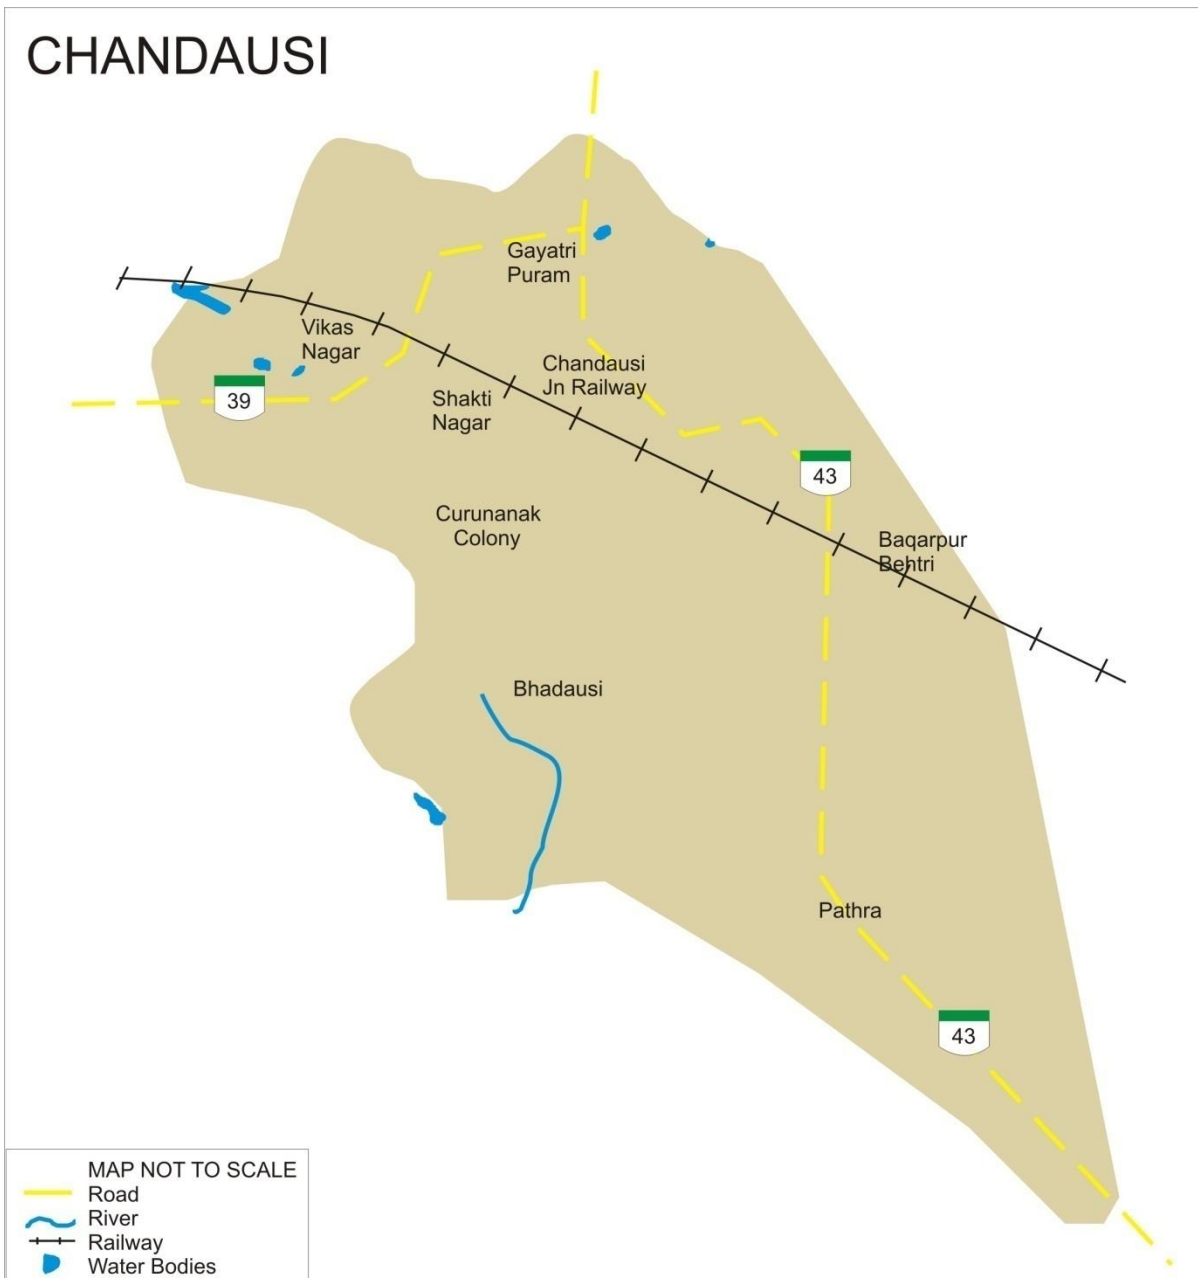 CHANDAUSI
Gayatri
Puram
Vikas
Nagar
Chandausi
Jn Railway
39
Shakti
Nagar
43
Curunanak
Colony
Baqarpur
Behtri
Bhadausi
Pathra
43
MAP NOT TO SCALE
Road
River
Railway
Water Bodies